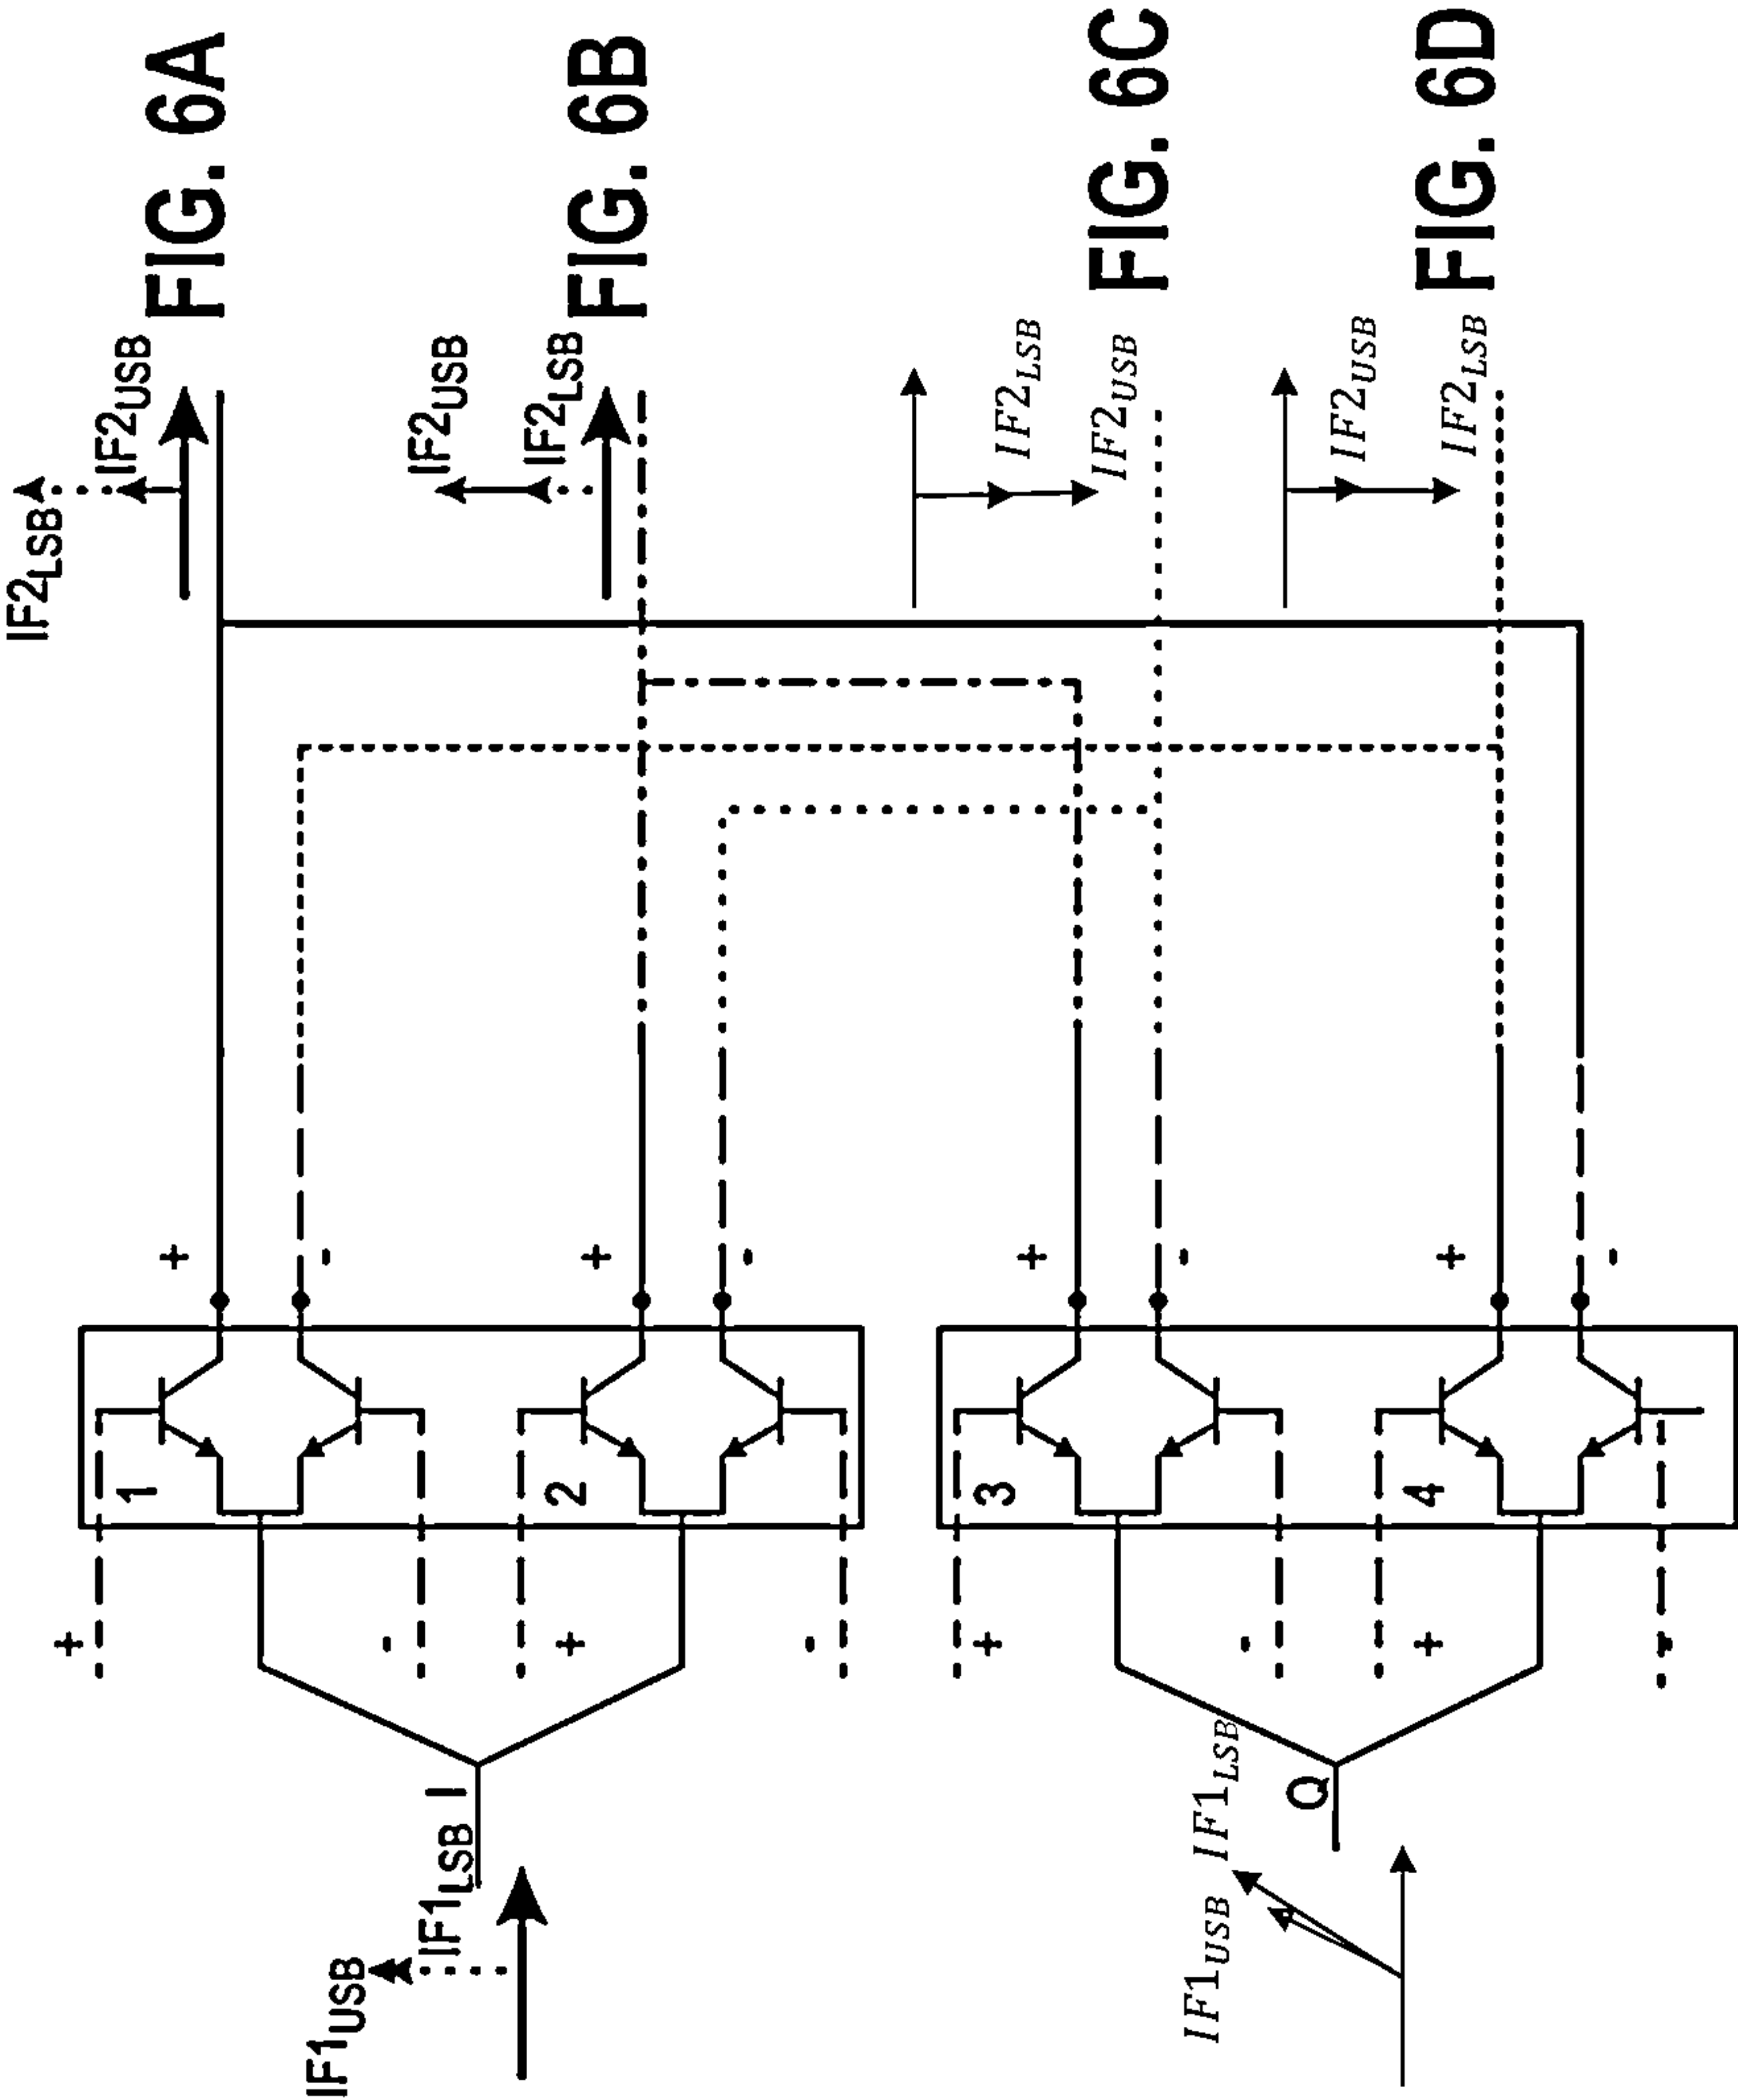 IF2LSB
IF2USB
FIG. 6A
IF2USB
IF2LSB
FIG. 6B
IF2LSB
IF2USB
FIG. 6C
IF2USB
IF2LSB
FIG. 6D
+
-
+
-
+
-
+
-
1
2
3
4
+
-
+
-
+
-
+
-
IF1USB
IF1LSB
I
IF1USB
IF1LSB
Q